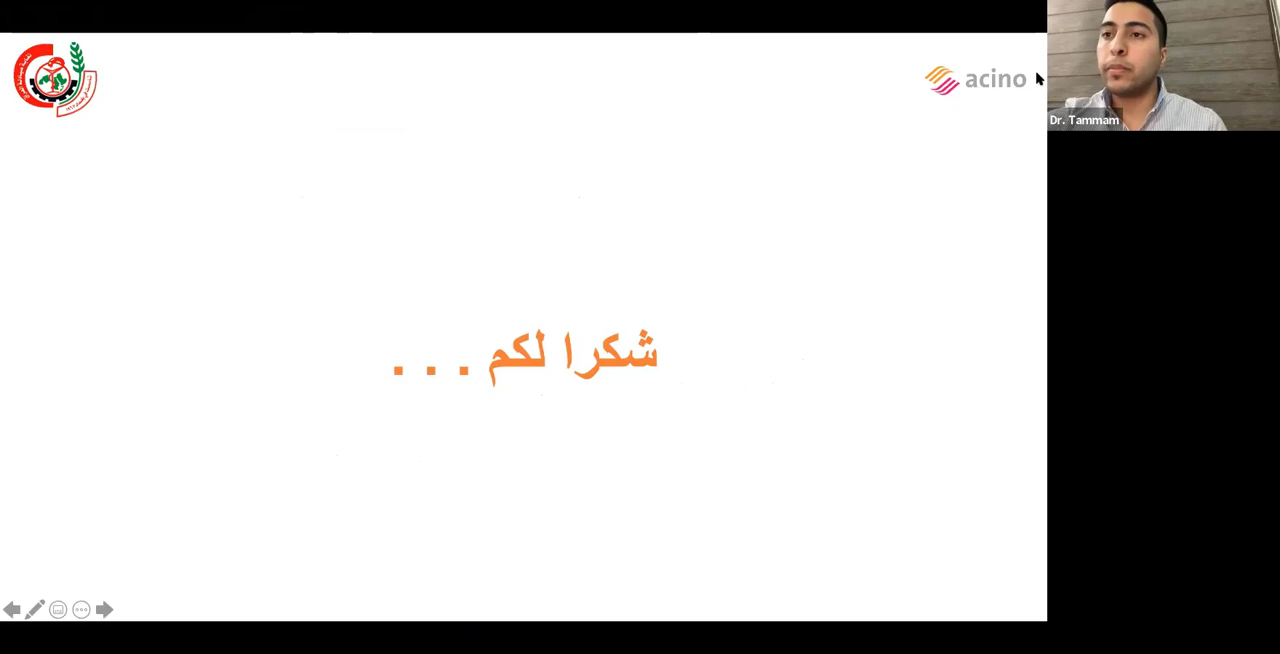 acino
Dr. Tammam
شكرا لكم . . .